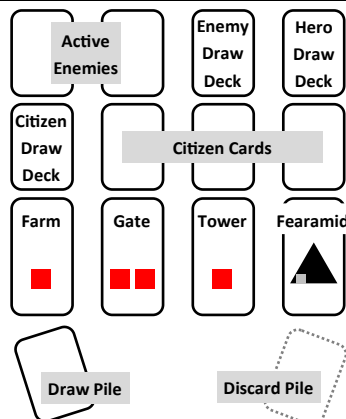 Active
Enemies
Enemy
Draw
Deck
Hero
Draw
Deck
Citizen
Draw
Deck
Citizen Cards
Farm
Gate
Tower
Fearamid
Draw Pile
Discard Pile